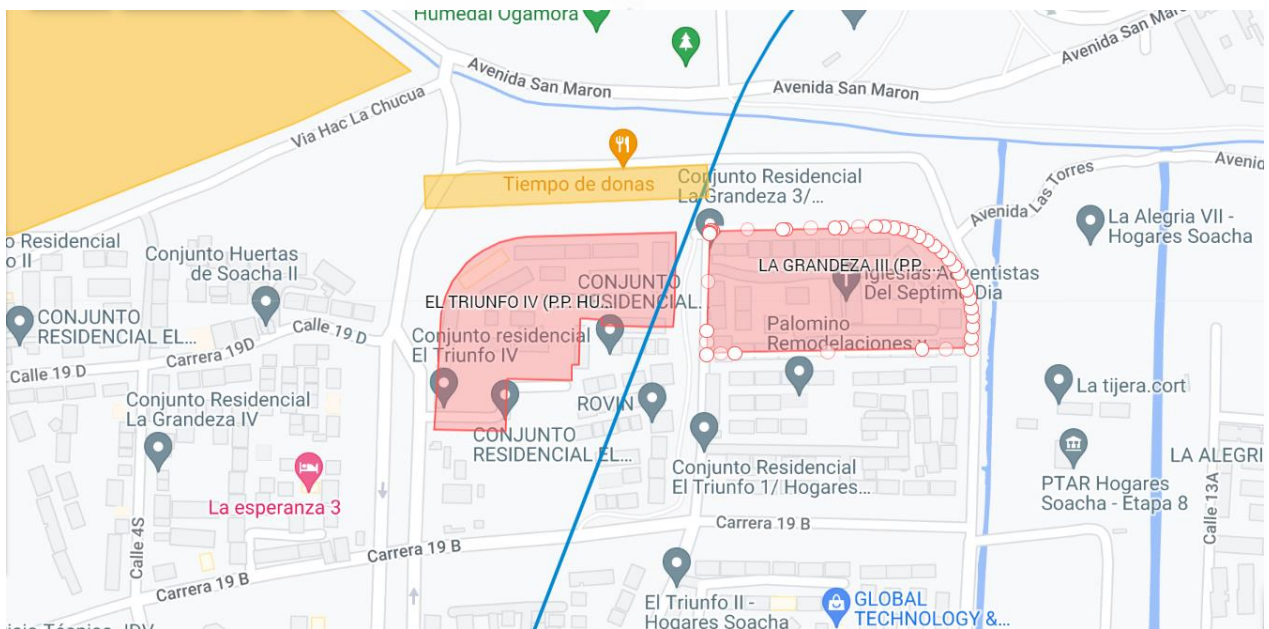 Humedal Ogamora
Avenida San Maron
Avenida San Maron
Avenida San
Via Hac La Chucua
Tiempo de donas
Conjunto Residencial
La Grandeza 3/...
Avenida Las Torres
Avenid
La Alegria VII -
Hogares Soacha
o Residencial
o II
Conjunto Huertas
de Soacha II
LA GRANDEZA III (P.P....
Iglesias Adventistas
Del Septimo Dia
CONJUNTO
RESIDENCIAL...
EL TRIUNFO IV (P.P. HU...
CONJUNTO
RESIDENCIAL EL...
Calle 19 D
Carrera 19D
Calle 19 D
Conjunto residencial
El Triunfo IV
Palomino
Remodelaciones y
La tijera.cort
Conjunto Residencial
La Grandeza IV
ROVIN
CONJUNTO
RESIDENCIAL EL...
Conjunto Residencial
El Triunfo 1/ Hogares...
PTAR Hogares
Soacha - Etapa 8
LA ALEGRI
Calle 13A
La esperanza 3
Calle 4S
Carrera 19 B
Carrera 19 B
Carrera 19 B
El Triunfo II -
Hogares Soacha
GLOBAL
TECHNOLOGY &...